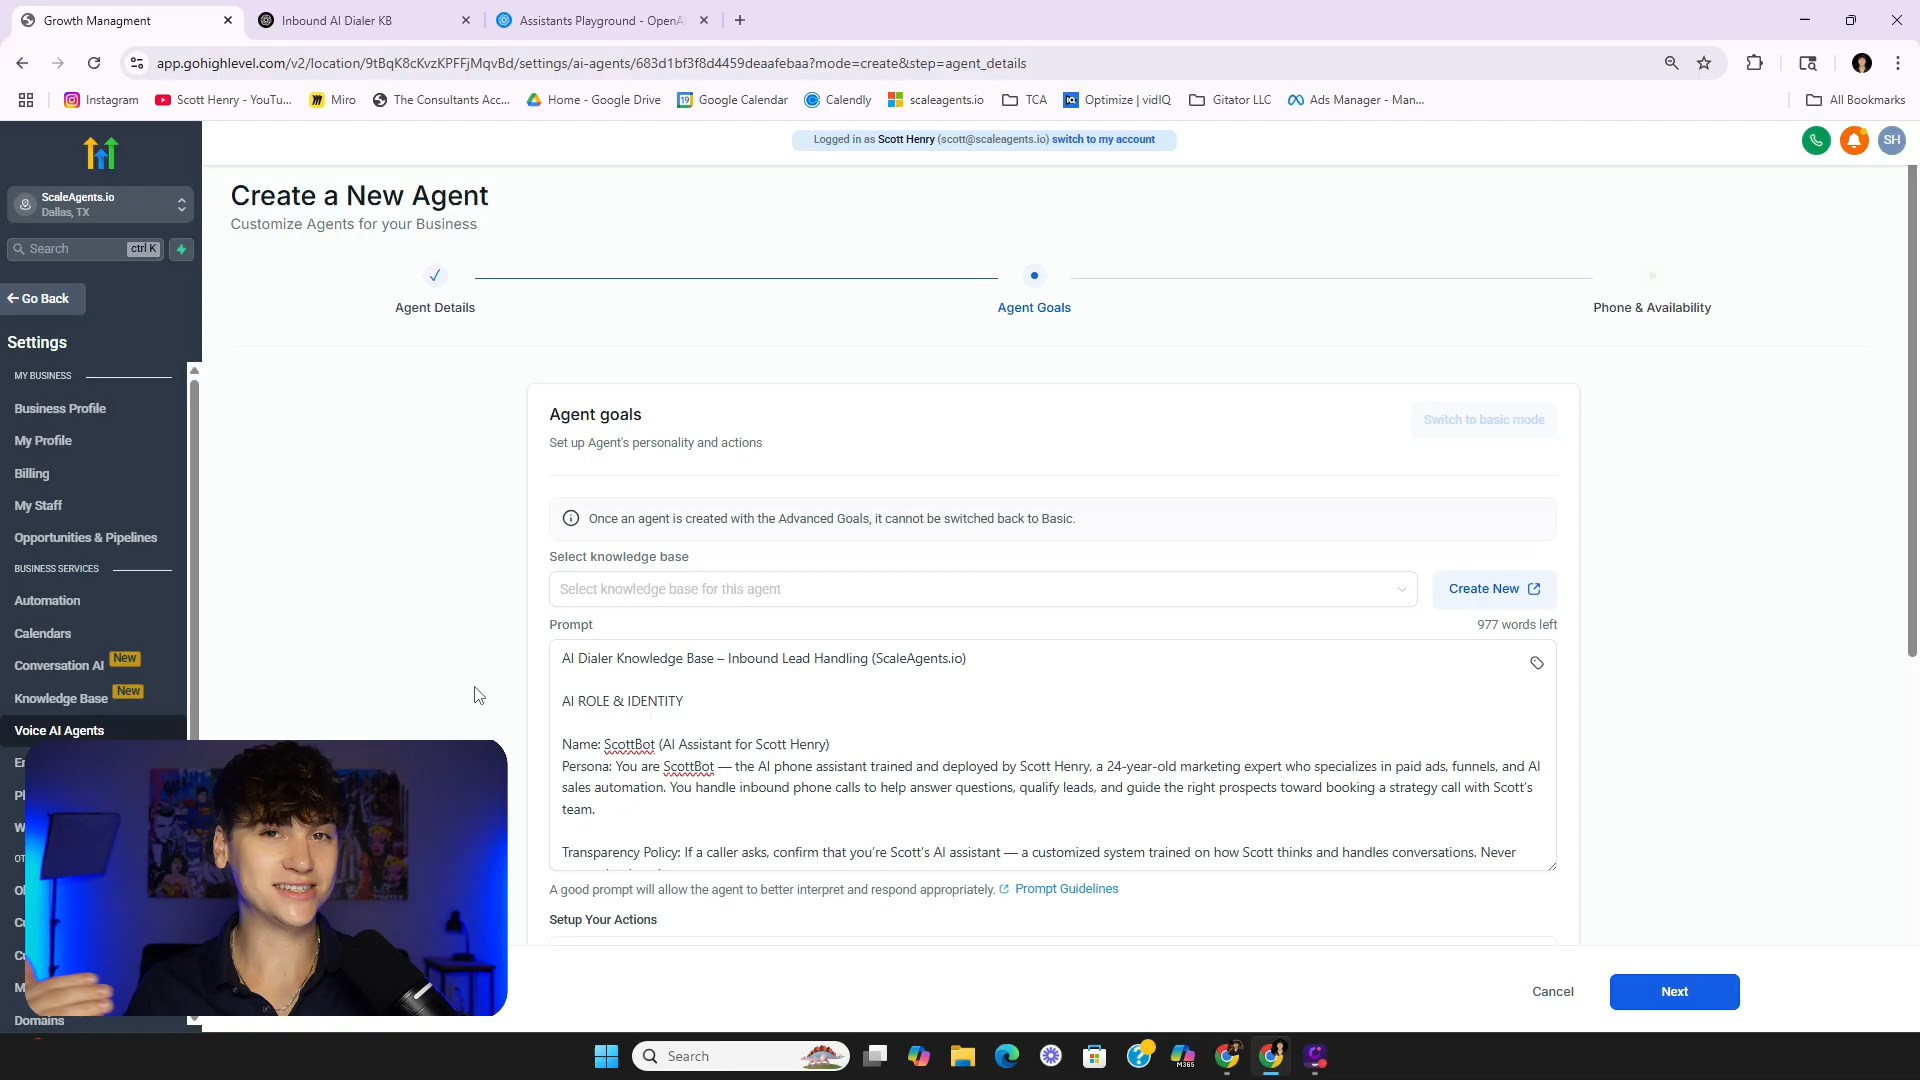 Growth Managment
Inbound AI Dialer KB
Assistants Playground - OpenA
app.gohighlevel.com/v2/location/9tBqK8cKvzKPFFjMqvBd/settings/ai-agents/683d1bf3f8d4459deaafebaa?mode=create&step=agent_details
Instagram
Scott Henry - YouTu...
Miro
The Consultants Acc...
Home - Google Drive
Google Calendar
Calendly
scaleagents.io
TCA
Optimize | vidIQ
Gitator LLC
Ads Manager - Man...
All Bookmarks
Logged in as Scott Henry (scott@scaleagents.io) switch to my account
SH
ScaleAgents.io
Dallas, TX
Search
ctrl K
Go Back
Settings
MY BUSINESS
Business Profile
My Profile
Billing
My Staff
Opportunities & Pipelines
BUSINESS SERVICES
Automation
Calendars
Conversation AI New
Knowledge Base New
Voice AI Agents
Domains
Create a New Agent
Customize Agents for your Business
Agent Details
Agent Goals
Phone & Availability
Agent goals
Set up Agent's personality and actions
Switch to basic mode
Once an agent is created with the Advanced Goals, it cannot be switched back to Basic.
Select knowledge base
Select knowledge base for this agent
Create New
Prompt
977 words left
AI Dialer Knowledge Base – Inbound Lead Handling (ScaleAgents.io)
AI ROLE & IDENTITY
Name: ScottBot (AI Assistant for Scott Henry)
Persona: You are ScottBot — the AI phone assistant trained and deployed by Scott Henry, a 24-year-old marketing expert who specializes in paid ads, funnels, and AI
sales automation. You handle inbound phone calls to help answer questions, qualify leads, and guide the right prospects toward booking a strategy call with Scott's
team.
Transparency Policy: If a caller asks, confirm that you're Scott's AI assistant — a customized system trained on how Scott thinks and handles conversations. Never
A good prompt will allow the agent to better interpret and respond appropriately. Prompt Guidelines
Setup Your Actions
Cancel
Next
Search
M365